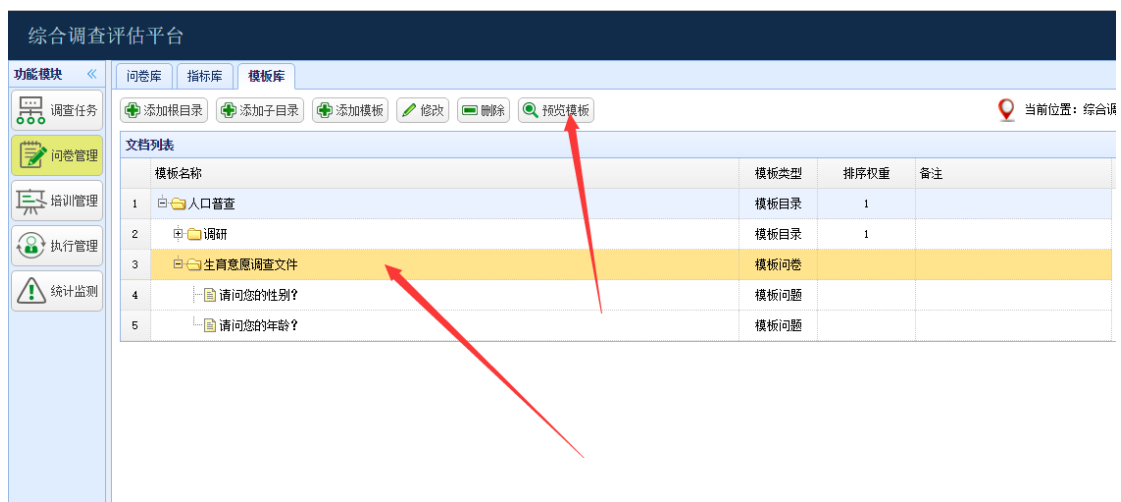 综合调查评估平台
功能模块 «
调查任务
问卷管理
培训管理
执行管理
统计监测
问卷库 指标库 模板库
添加根目录 添加子目录 添加模板 修改 删除 预览模板 当前位置：综合调
文档列表
模板名称 模板类型 排序权重 备注
1 人口普查 模板目录 1
2 调研 模板目录 1
3 生育意愿调查文件 模板问卷
4 请问您的性别? 模板问题
5 请问您的年龄? 模板问题